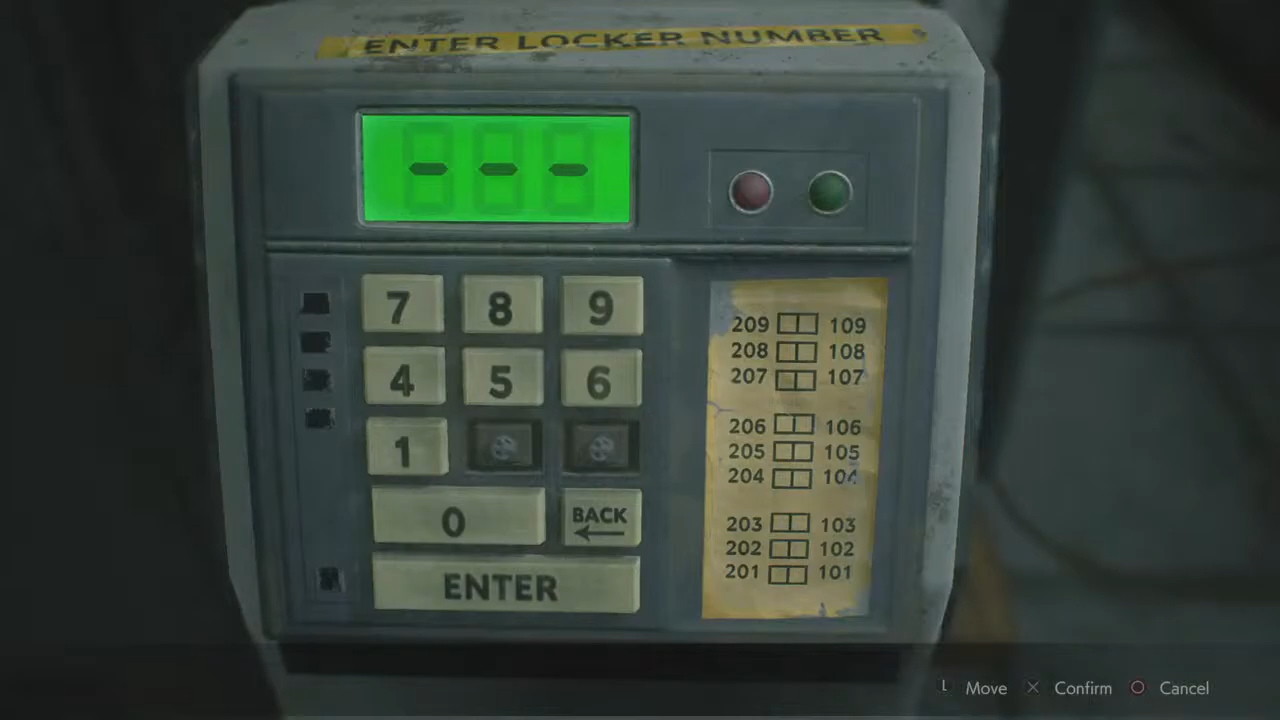 ENTER LOCKER NUMBER
- - -
7 8 9
4 5 6
1
0 BACK
ENTER
209 109
208 108
207 107
206 106
205 105
204 104
203 103
202 102
201 101
L Move X Confirm O Cancel